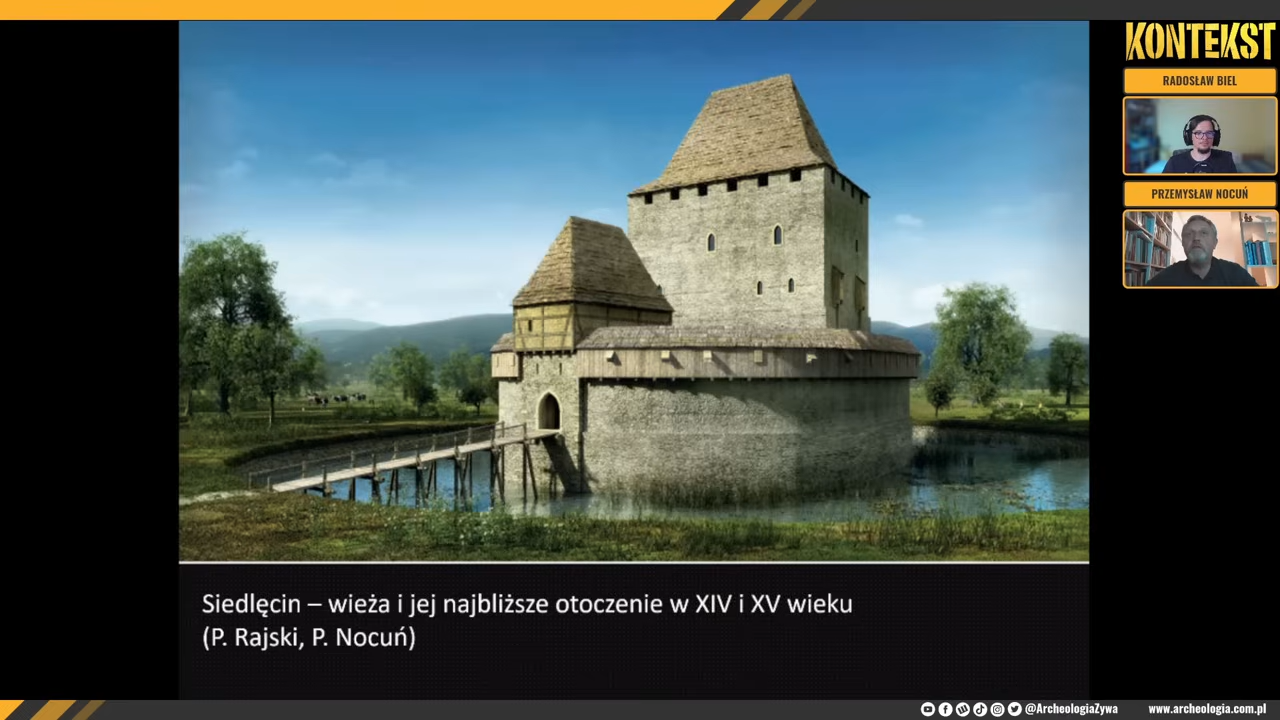 KONTEKST
RADOSŁAW BIEL
PRZEMYSŁAW NOCUŃ
Siedlęcin – wieża i jej najbliższe otoczenie w XIV i XV wieku
(P. Rajski, P. Nocuń)
@ArcheologiaZywa www.archeologia.com.pl